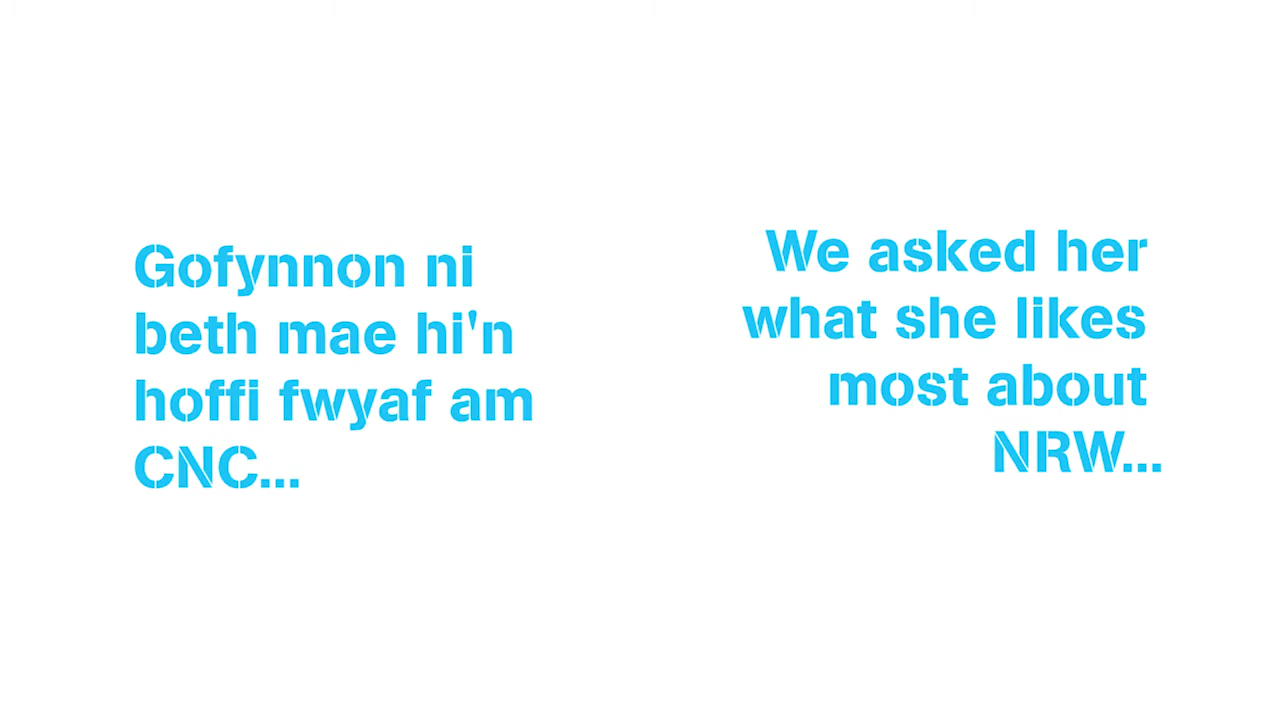 Gofynnon ni
beth mae hi'n
hoffi fwyaf am
CNC...
We asked her
what she likes
most about
NRW...